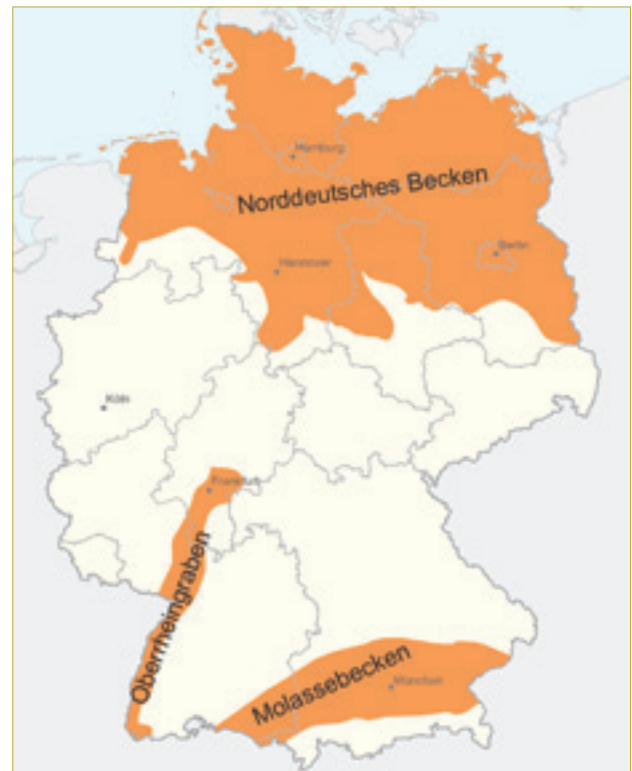 Hamburg
Norddeutsches Becken
Berlin
Hannover
Köln
Frankfurt
Oberrheingraben
Molassebecken
München